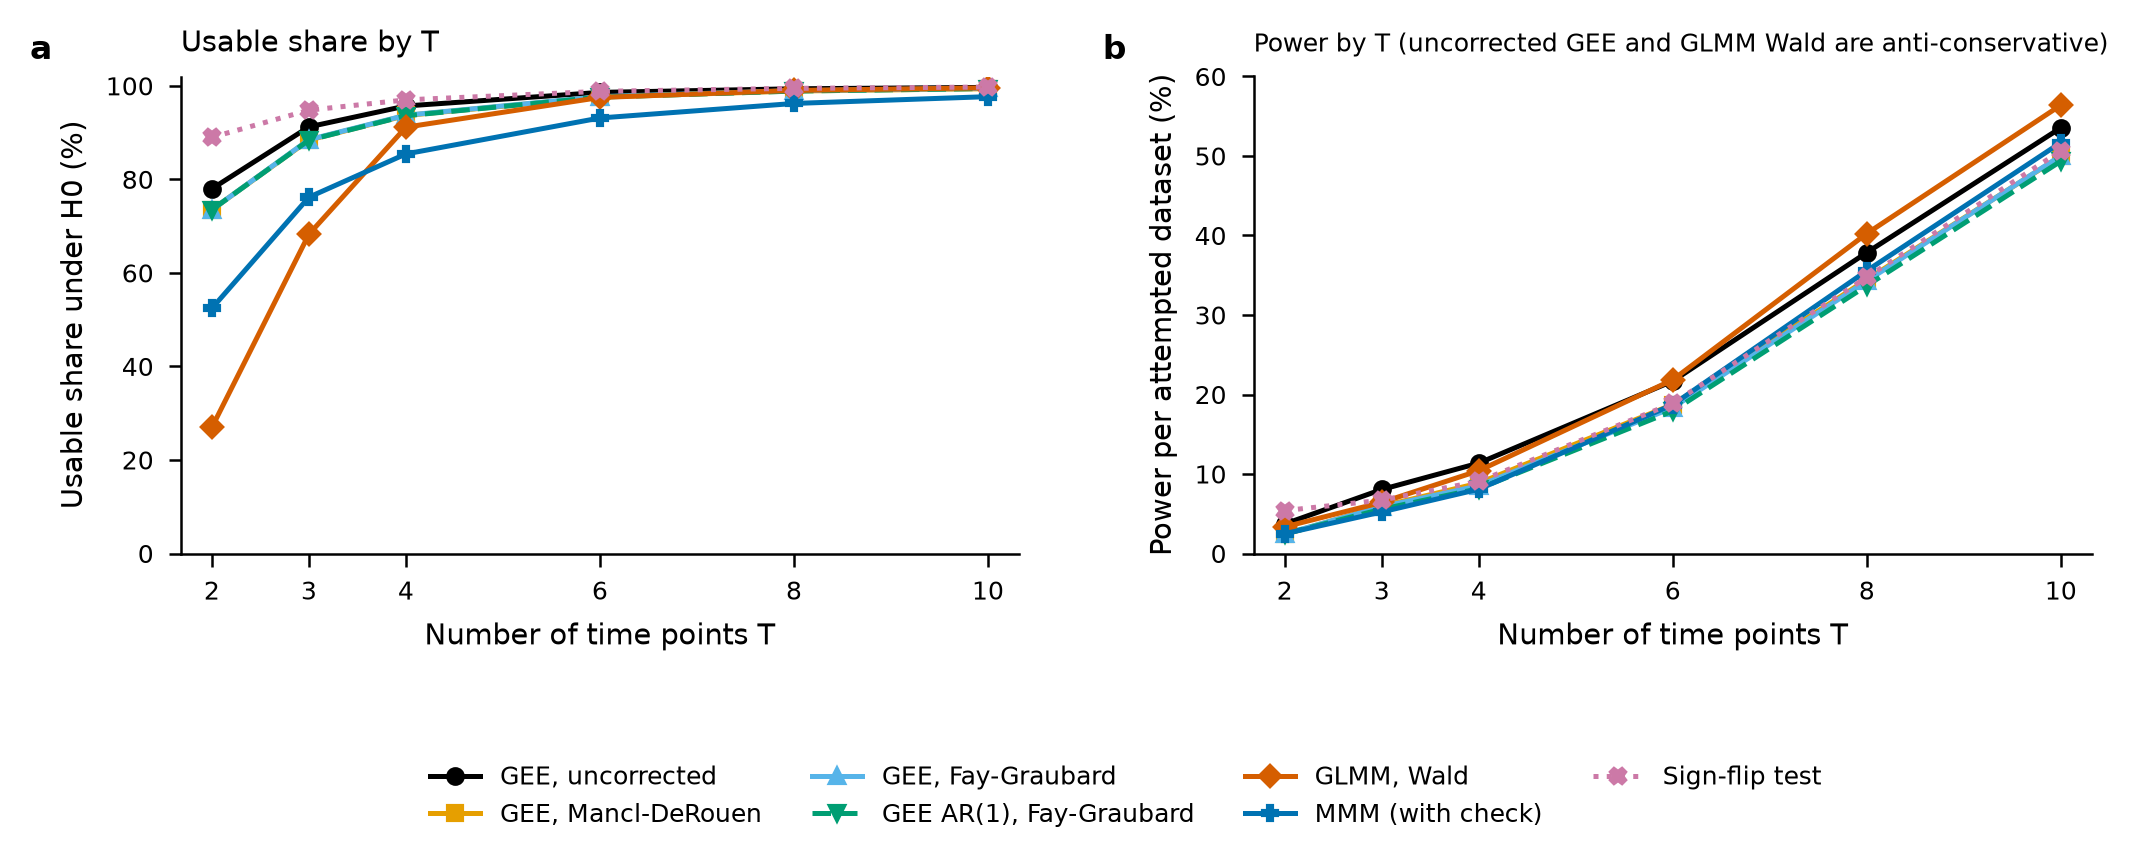 a
Usable share by T
Usable share under H0 (%)
100
80
60
40
20
0
2 3 4 6 8 10
Number of time points T
b
Power by T (uncorrected GEE and GLMM Wald are anti-conservative)
Power per attempted dataset (%)
60
50
40
30
20
10
0
2 3 4 6 8 10
Number of time points T
GEE, uncorrected
GEE, Mancl-DeRouen
GEE, Fay-Graubard
GEE AR(1), Fay-Graubard
GLMM, Wald
MMM (with check)
Sign-flip test